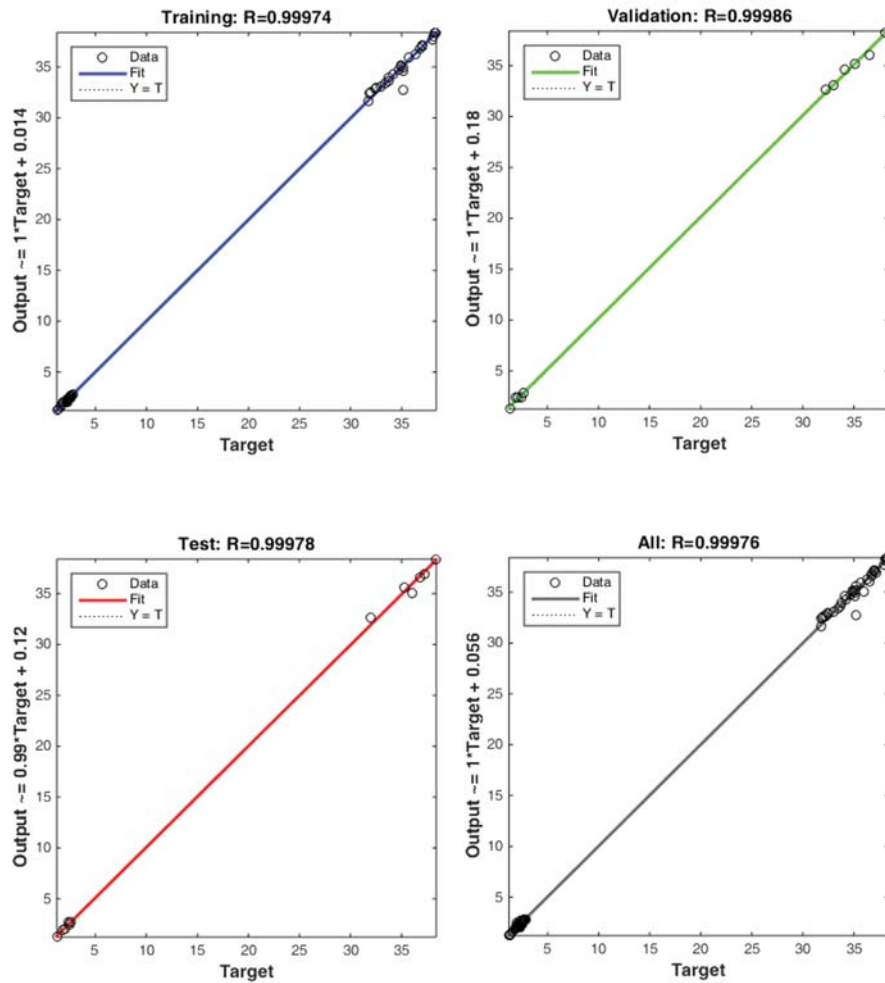 Training: R=0.99974
Output ~= 1*Target + 0.014
Data
Fit
Y = T
35
30
25
20
15
10
5
5 10 15 20 25 30 35
Target
Validation: R=0.99986
Output ~= 1*Target + 0.18
Data
Fit
Y = T
35
30
25
20
15
10
5
5 10 15 20 25 30 35
Target
Test: R=0.99978
Output ~= 0.99*Target + 0.12
Data
Fit
Y = T
35
30
25
20
15
10
5
5 10 15 20 25 30 35
Target
All: R=0.99976
Output ~= 1*Target + 0.056
Data
Fit
Y = T
35
30
25
20
15
10
5
5 10 15 20 25 30 35
Target